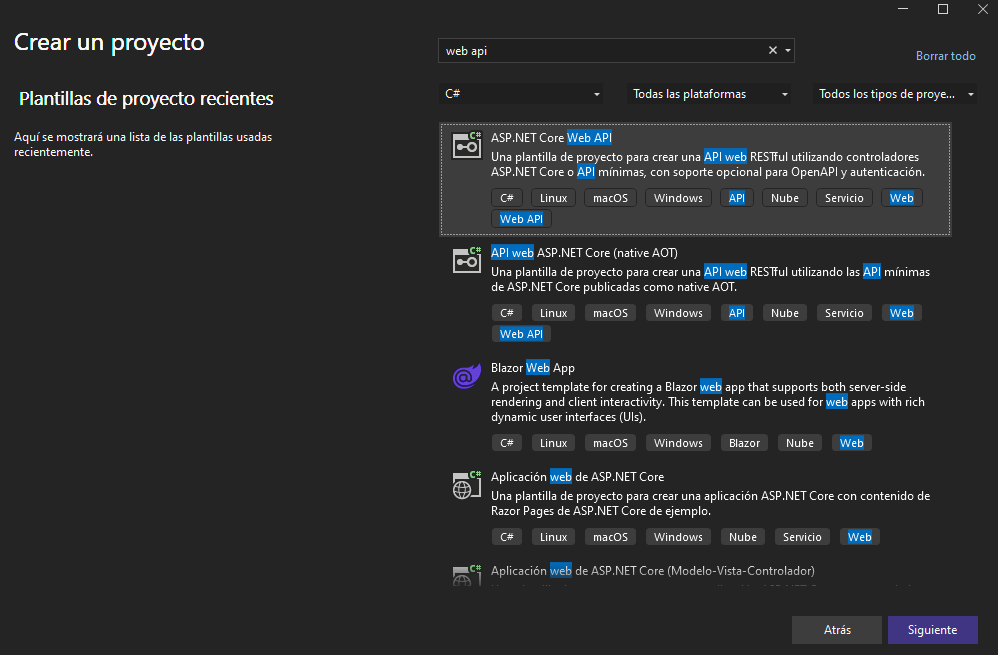 Crear un proyecto
web api
Borrar todo
Plantillas de proyecto recientes
C#
Todas las plataformas
Todos los tipos de proye...
Aquí se mostrará una lista de las plantillas usadas
recientemente.
ASP.NET Core Web API
Una plantilla de proyecto para crear una API web RESTful utilizando controladores
ASP.NET Core o API mínimas, con soporte opcional para OpenAPI y autenticación.
C# Linux macOS Windows API Nube Servicio Web
Web API
API web ASP.NET Core (native AOT)
Una plantilla de proyecto para crear una API web RESTful utilizando las API mínimas
de ASP.NET Core publicadas como native AOT.
C# Linux macOS Windows API Nube Servicio Web
Web API
Blazor Web App
A project template for creating a Blazor web app that supports both server-side
rendering and client interactivity. This template can be used for web apps with rich
dynamic user interfaces (UIs).
C# Linux macOS Windows Blazor Nube Web
Aplicación web de ASP.NET Core
Una plantilla de proyecto para crear una aplicación ASP.NET Core con contenido de
Razor Pages de ASP.NET Core de ejemplo.
C# Linux macOS Windows Nube Servicio Web
Aplicación web de ASP.NET Core (Modelo-Vista-Controlador)
Atrás
Siguiente